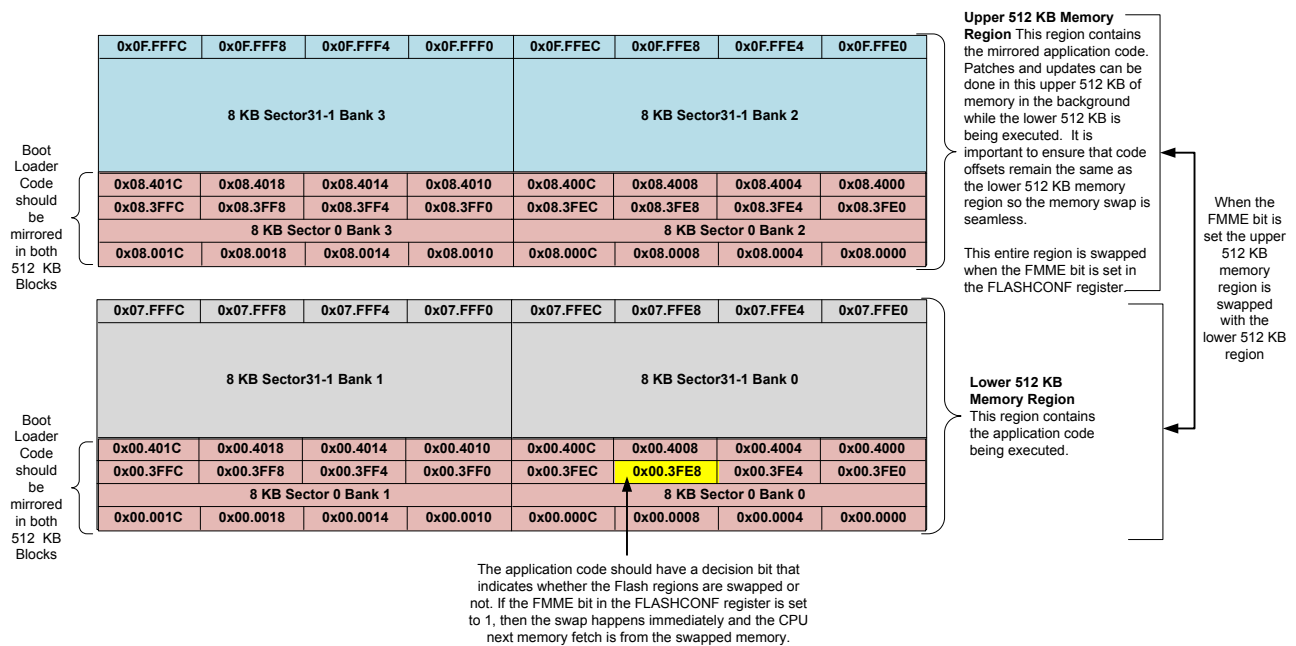 0x0F.FFFC 0x0F.FFF8 0x0F.FFF4 0x0F.FFF0 0x0F.FFEC 0x0F.FFE8 0x0F.FFE4 0x0F.FFE0
8 KB Sector31-1 Bank 3 8 KB Sector31-1 Bank 2
0x08.401C 0x08.4018 0x08.4014 0x08.4010 0x08.400C 0x08.4008 0x08.4004 0x08.4000
0x08.3FFC 0x08.3FF8 0x08.3FF4 0x08.3FF0 0x08.3FEC 0x08.3FE8 0x08.3FE4 0x08.3FE0
8 KB Sector 0 Bank 3 8 KB Sector 0 Bank 2
0x08.001C 0x08.0018 0x08.0014 0x08.0010 0x08.000C 0x08.0008 0x08.0004 0x08.0000
Boot
Loader
Code
should
be
mirrored
in both
512 KB
Blocks
Upper 512 KB Memory
Region This region contains
the mirrored application code.
Patches and updates can be
done in this upper 512 KB of
memory in the background
while the lower 512 KB is
being executed. It is
important to ensure that code
offsets remain the same as
the lower 512 KB memory
region so the memory swap is
seamless.
This entire region is swapped
when the FMME bit is set in
the FLASHCONF register.
When the
FMME bit is
set the upper
512 KB
memory
region is
swapped
with the
lower 512 KB
region
0x07.FFFC 0x07.FFF8 0x07.FFF4 0x07.FFF0 0x07.FFEC 0x07.FFE8 0x07.FFE4 0x07.FFE0
8 KB Sector31-1 Bank 1 8 KB Sector31-1 Bank 0
0x00.401C 0x00.4018 0x00.4014 0x00.4010 0x00.400C 0x00.4008 0x00.4004 0x00.4000
0x00.3FFC 0x00.3FF8 0x00.3FF4 0x00.3FF0 0x00.3FEC 0x00.3FE8 0x00.3FE4 0x00.3FE0
8 KB Sector 0 Bank 1 8 KB Sector 0 Bank 0
0x00.001C 0x00.0018 0x00.0014 0x00.0010 0x00.000C 0x00.0008 0x00.0004 0x00.0000
Boot
Loader
Code
should
be
mirrored
in both
512 KB
Blocks
Lower 512 KB
Memory Region
This region contains
the application code
being executed.
The application code should have a decision bit that
indicates whether the Flash regions are swapped or
not. If the FMME bit in the FLASHCONF register is set
to 1, then the swap happens immediately and the CPU
next memory fetch is from the swapped memory.